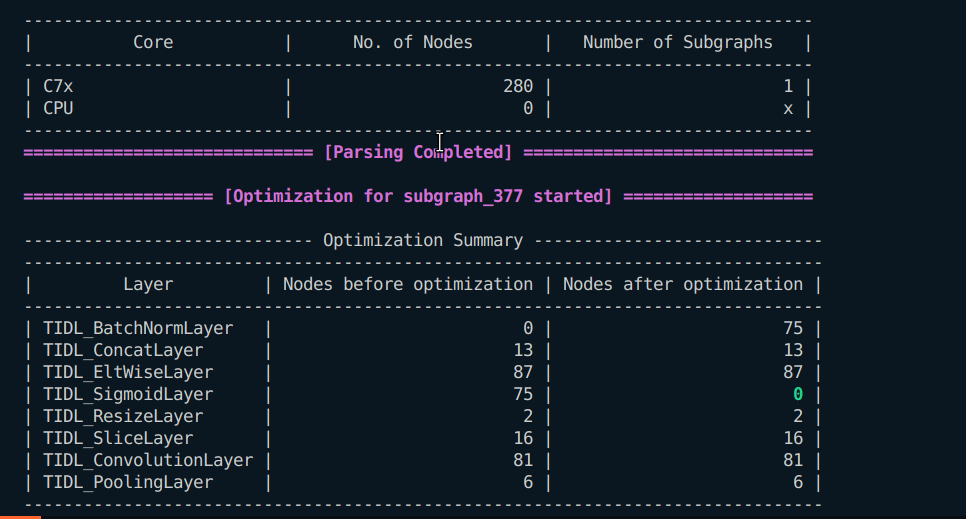 -------------------------------------------------------------------------------
|          Core           |      No. of Nodes       |   Number of Subgraphs   |
-------------------------------------------------------------------------------
| C7x                     |                     280 |                       1 |
| CPU                     |                       0 |                       x |
-------------------------------------------------------------------------------
============================= [Parsing Completed] =============================
=================== [Optimization for subgraph_377 started] ===================
----------------------------- Optimization Summary -----------------------------
--------------------------------------------------------------------------------
|         Layer         | Nodes before optimization | Nodes after optimization |
--------------------------------------------------------------------------------
| TIDL_BatchNormLayer   |                         0 |                       75 |
| TIDL_ConcatLayer      |                        13 |                       13 |
| TIDL_EltWiseLayer     |                        87 |                       87 |
| TIDL_SigmoidLayer     |                        75 |                        0 |
| TIDL_ResizeLayer      |                         2 |                        2 |
| TIDL_SliceLayer       |                        16 |                       16 |
| TIDL_ConvolutionLayer |                        81 |                       81 |
| TIDL_PoolingLayer     |                         6 |                        6 |
--------------------------------------------------------------------------------